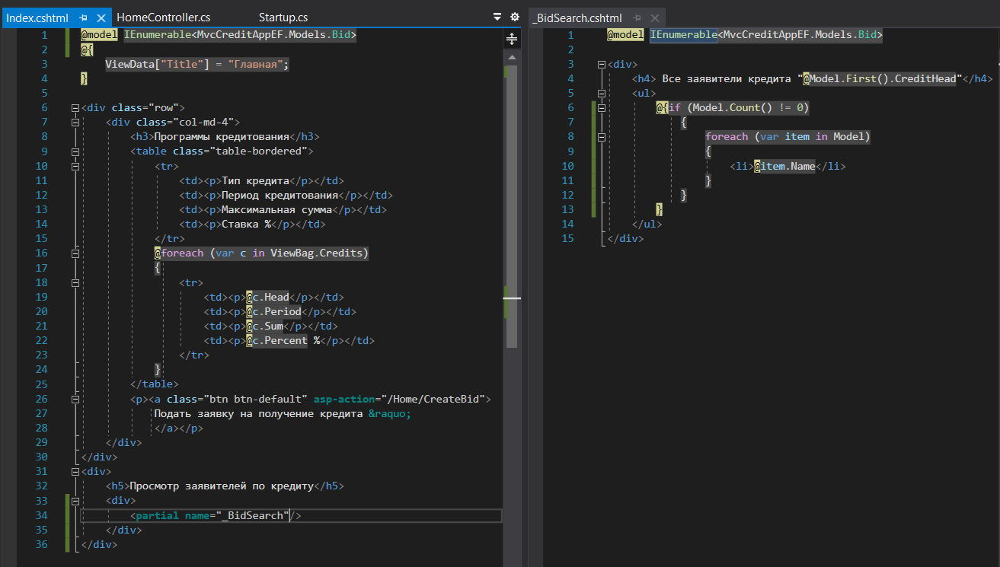 Index.cshtml HomeController.cs Startup.cs
1 @model IEnumerable<MvcCreditAppEF.Models.Bid>
2 @{
3 ViewData["Title"] = "Главная";
4 }
5
6 <div class="row">
7 <div class="col-md-4">
8 <h3>Программы кредитования</h3>
9 <table class="table-bordered">
10 <tr>
11 <td><p>Тип кредита</p></td>
12 <td><p>Период кредитования</p></td>
13 <td><p>Максимальная сумма</p></td>
14 <td><p>Ставка %</p></td>
15 </tr>
16 @foreach (var c in ViewBag.Credits)
17 {
18 <tr>
19 <td><p>@c.Head</p></td>
20 <td><p>@c.Period</p></td>
21 <td><p>@c.Sum</p></td>
22 <td><p>@c.Percent %</p></td>
23 </tr>
24 }
25 </table>
26 <p><a class="btn btn-default" asp-action="/Home/CreateBid">
27 Подать заявку на получение кредита &raquo;
28 </a></p>
29 </div>
30 </div>
31 <div>
32 <h5>Просмотр заявителей по кредиту</h5>
33 <div>
34 <partial name="_BidSearch"/>
35 </div>
36 </div>
_BidSearch.cshtml
1 @model IEnumerable<MvcCreditAppEF.Models.Bid>
2
3 <div>
4 <h4> Все заявители кредита "@Model.First().CreditHead"</h4>
5 <ul>
6 @{if (Model.Count() != 0)
7 {
8 foreach (var item in Model)
9 {
10 <li>@item.Name</li>
11 }
12 }
13 }
14 </ul>
15 </div>